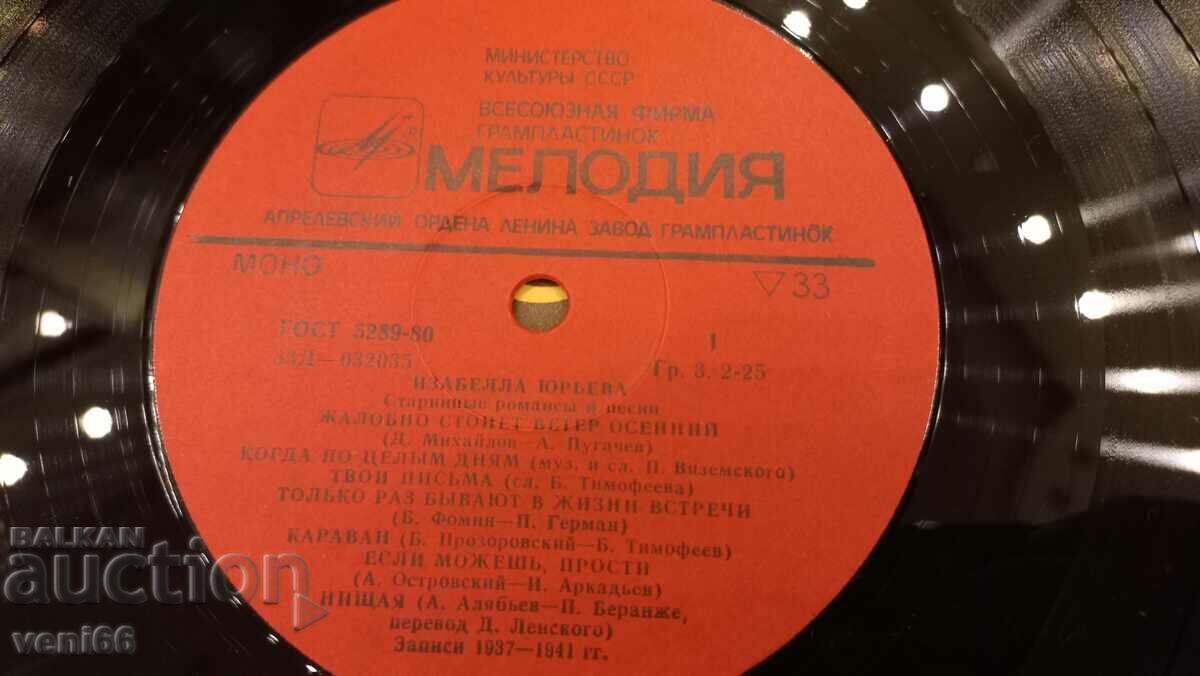 МИНИСТЕРСТВО
КУЛЬТУРЫ СССР
ВСЕСОЮЗНАЯ ФИРМА
ГРАМПЛАСТИНОК
МЕЛОДИЯ
АПРЕЛЕВСКИЙ ОРДЕНА ЛЕНИНА ЗАВОД ГРАМПЛАСТИНОК
МОНО ▽ 33
ГОСТ 5289-80 1
33Д—032035 Гр. 3. 2-25
ИЗАБЕЛЛА ЮРЬЕВА
Старинные романсы и песни
ЖАЛОБНО СТОНЕТ ВЕТЕР ОСЕННИЙ
(Д. Михайлов—А. Пугачев)
КОГДА ПО ЦЕЛЫМ ДНЯМ (муз. и сл. П. Вяземского)
ТВОИ ПИСЬМА (сл. Б. Тимофеева)
ТОЛЬКО РАЗ БЫВАЮТ В ЖИЗНИ ВСТРЕЧИ
(Б. Фомин—П. Герман)
КАРАВАН (Б. Прозоровский—Б. Тимофеев)
ЕСЛИ МОЖЕШЬ, ПРОСТИ
(А. Островский—И. Аркадьев)
НИЩАЯ (А. Алябьев—П. Беранже,
перевод Д. Ленского)
Записи 1937—1941 гг.
BALKAN
auction
veni66